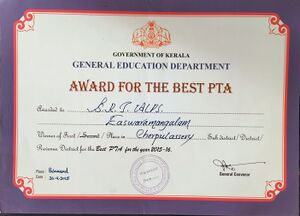 GOVERNMENT OF KERALA
GENERAL EDUCATION DEPARTMENT
AWARD FOR THE BEST PTA
Awarded to A.L.P.S.
Easwaramangalam
Winner of First / Second / Place in Cherpulassery Sub district / District /
Revenue District for the Best PTA for the year 2015-16.
Place :
Date :
General Convenor